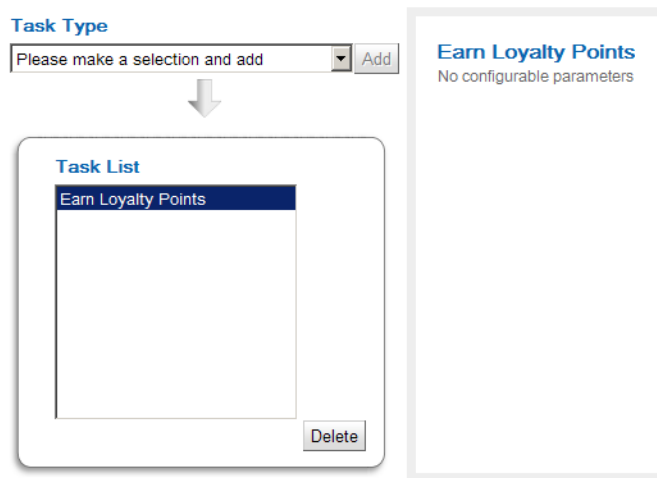 Task Type
Please make a selection and add
Add
Task List
Earn Loyalty Points
Delete
Earn Loyalty Points
No configurable parameters